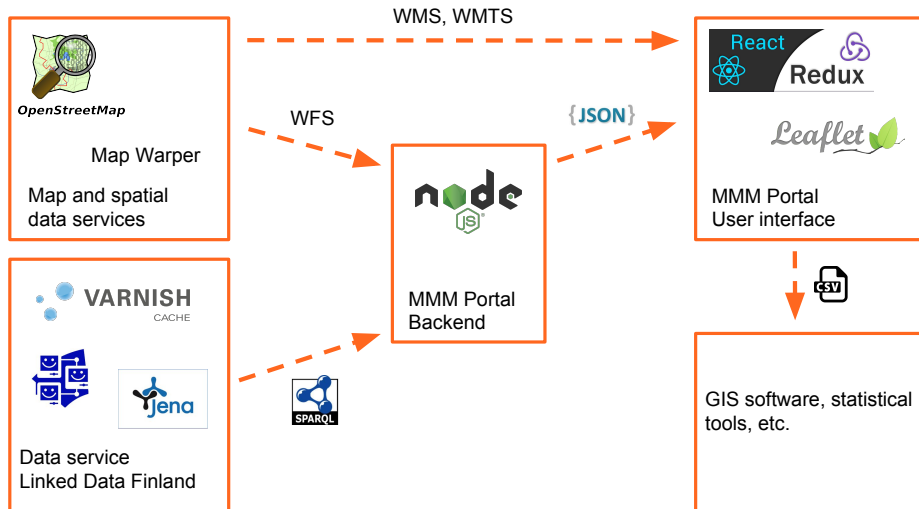 WMS, WMTS
OpenStreetMap
Map Warper
Map and spatial
data services
WFS
{JSON}
React
Redux
Leaflet
MMM Portal
User interface
node
JS
MMM Portal
Backend
VARNISH
CACHE
Jena
Data service
Linked Data Finland
SPARQL
CSV
GIS software, statistical
tools, etc.